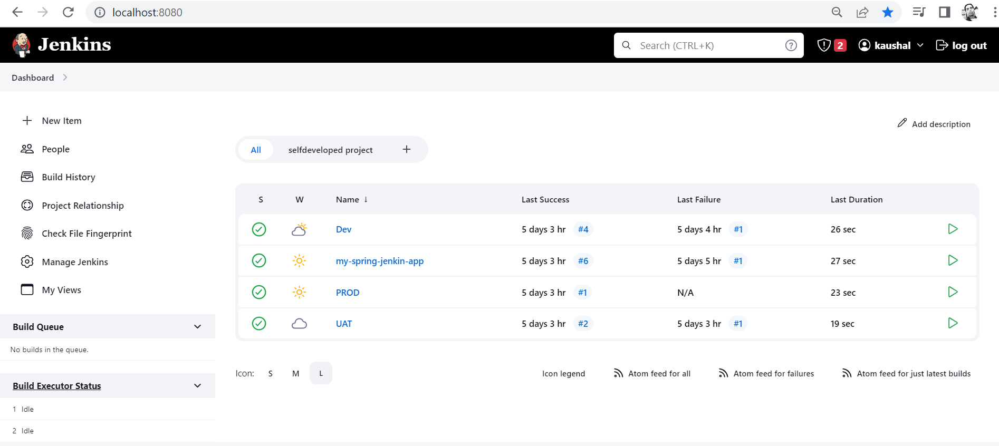 localhost:8080
Jenkins
Search (CTRL+K)
2
kaushal
log out
Dashboard
New Item
People
Build History
Project Relationship
Check File Fingerprint
Manage Jenkins
My Views
Build Queue
No builds in the queue.
Build Executor Status
1 Idle
2 Idle
Add description
All selfdeveloped project +
S W Name ↓ Last Success Last Failure Last Duration
Dev 5 days 3 hr #4 5 days 4 hr #1 26 sec
my-spring-jenkin-app 5 days 3 hr #6 5 days 5 hr #1 27 sec
PROD 5 days 3 hr #1 N/A 23 sec
UAT 5 days 3 hr #2 5 days 3 hr #1 19 sec
Icon: S M L
Icon legend Atom feed for all Atom feed for failures Atom feed for just latest builds